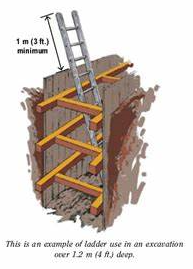 1 m (3 ft.)
minimum
This is an example of ladder use in an excavation
over 1.2 m (4 ft.) deep.